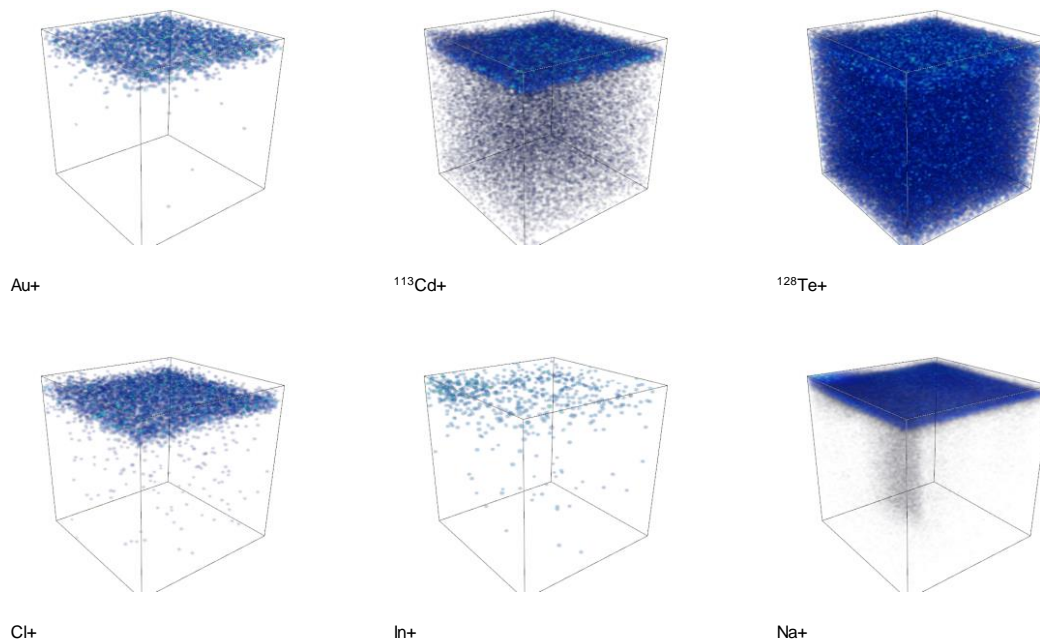 Au+
¹¹³Cd+
¹²⁸Te+
Cl+
In+
Na+